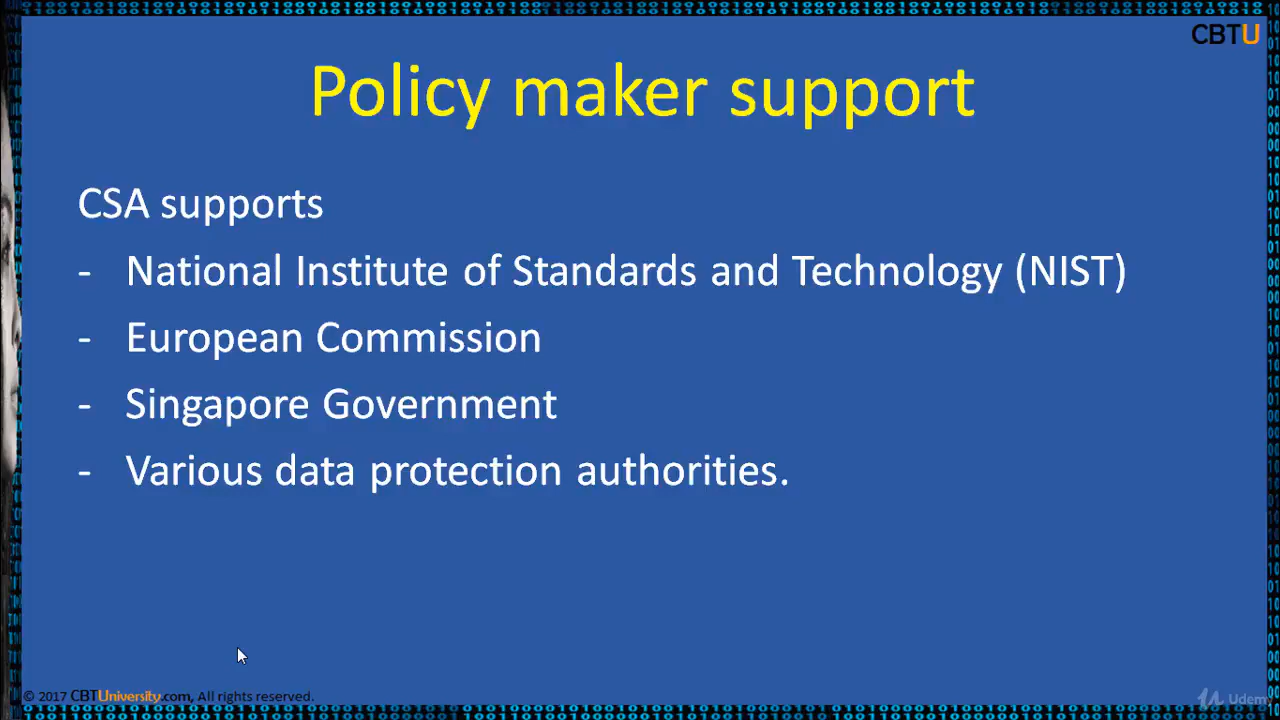 CBTU
Policy maker support
CSA supports
- National Institute of Standards and Technology (NIST)
- European Commission
- Singapore Government
- Various data protection authorities.
© 2017 CBTUniversity.com, All rights reserved.
Udemy